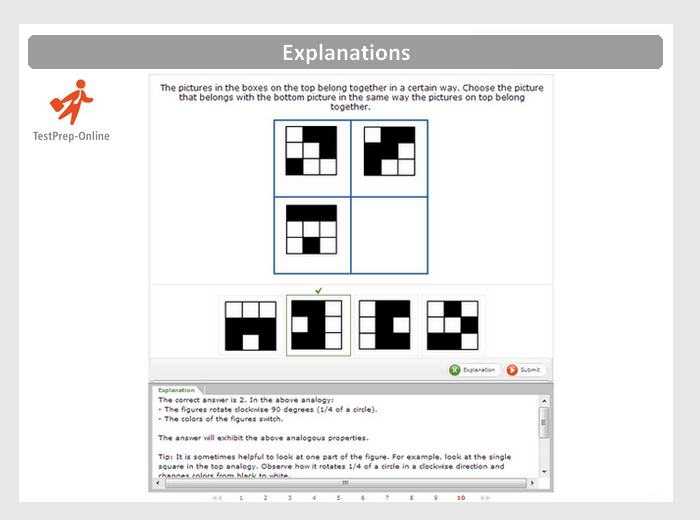 Explanations
TestPrep-Online
The pictures in the boxes on the top belong together in a certain way. Choose the picture
that belongs with the bottom picture in the same way the pictures on top belong
together.
Explanation
Submit
Explanation
The correct answer is 2. In the above analogy:
- The figures rotate clockwise 90 degrees (1/4 of a circle).
- The colors of the figures switch.
The answer will exhibit the above analogous properties.
Tip: It is sometimes helpful to look at one part of the figure. For example, look at the single
square in the top analogy. Observe how it rotates 1/4 of a circle in a clockwise direction and
changes colors from black to white.
1 2 3 4 5 6 7 8 9 10